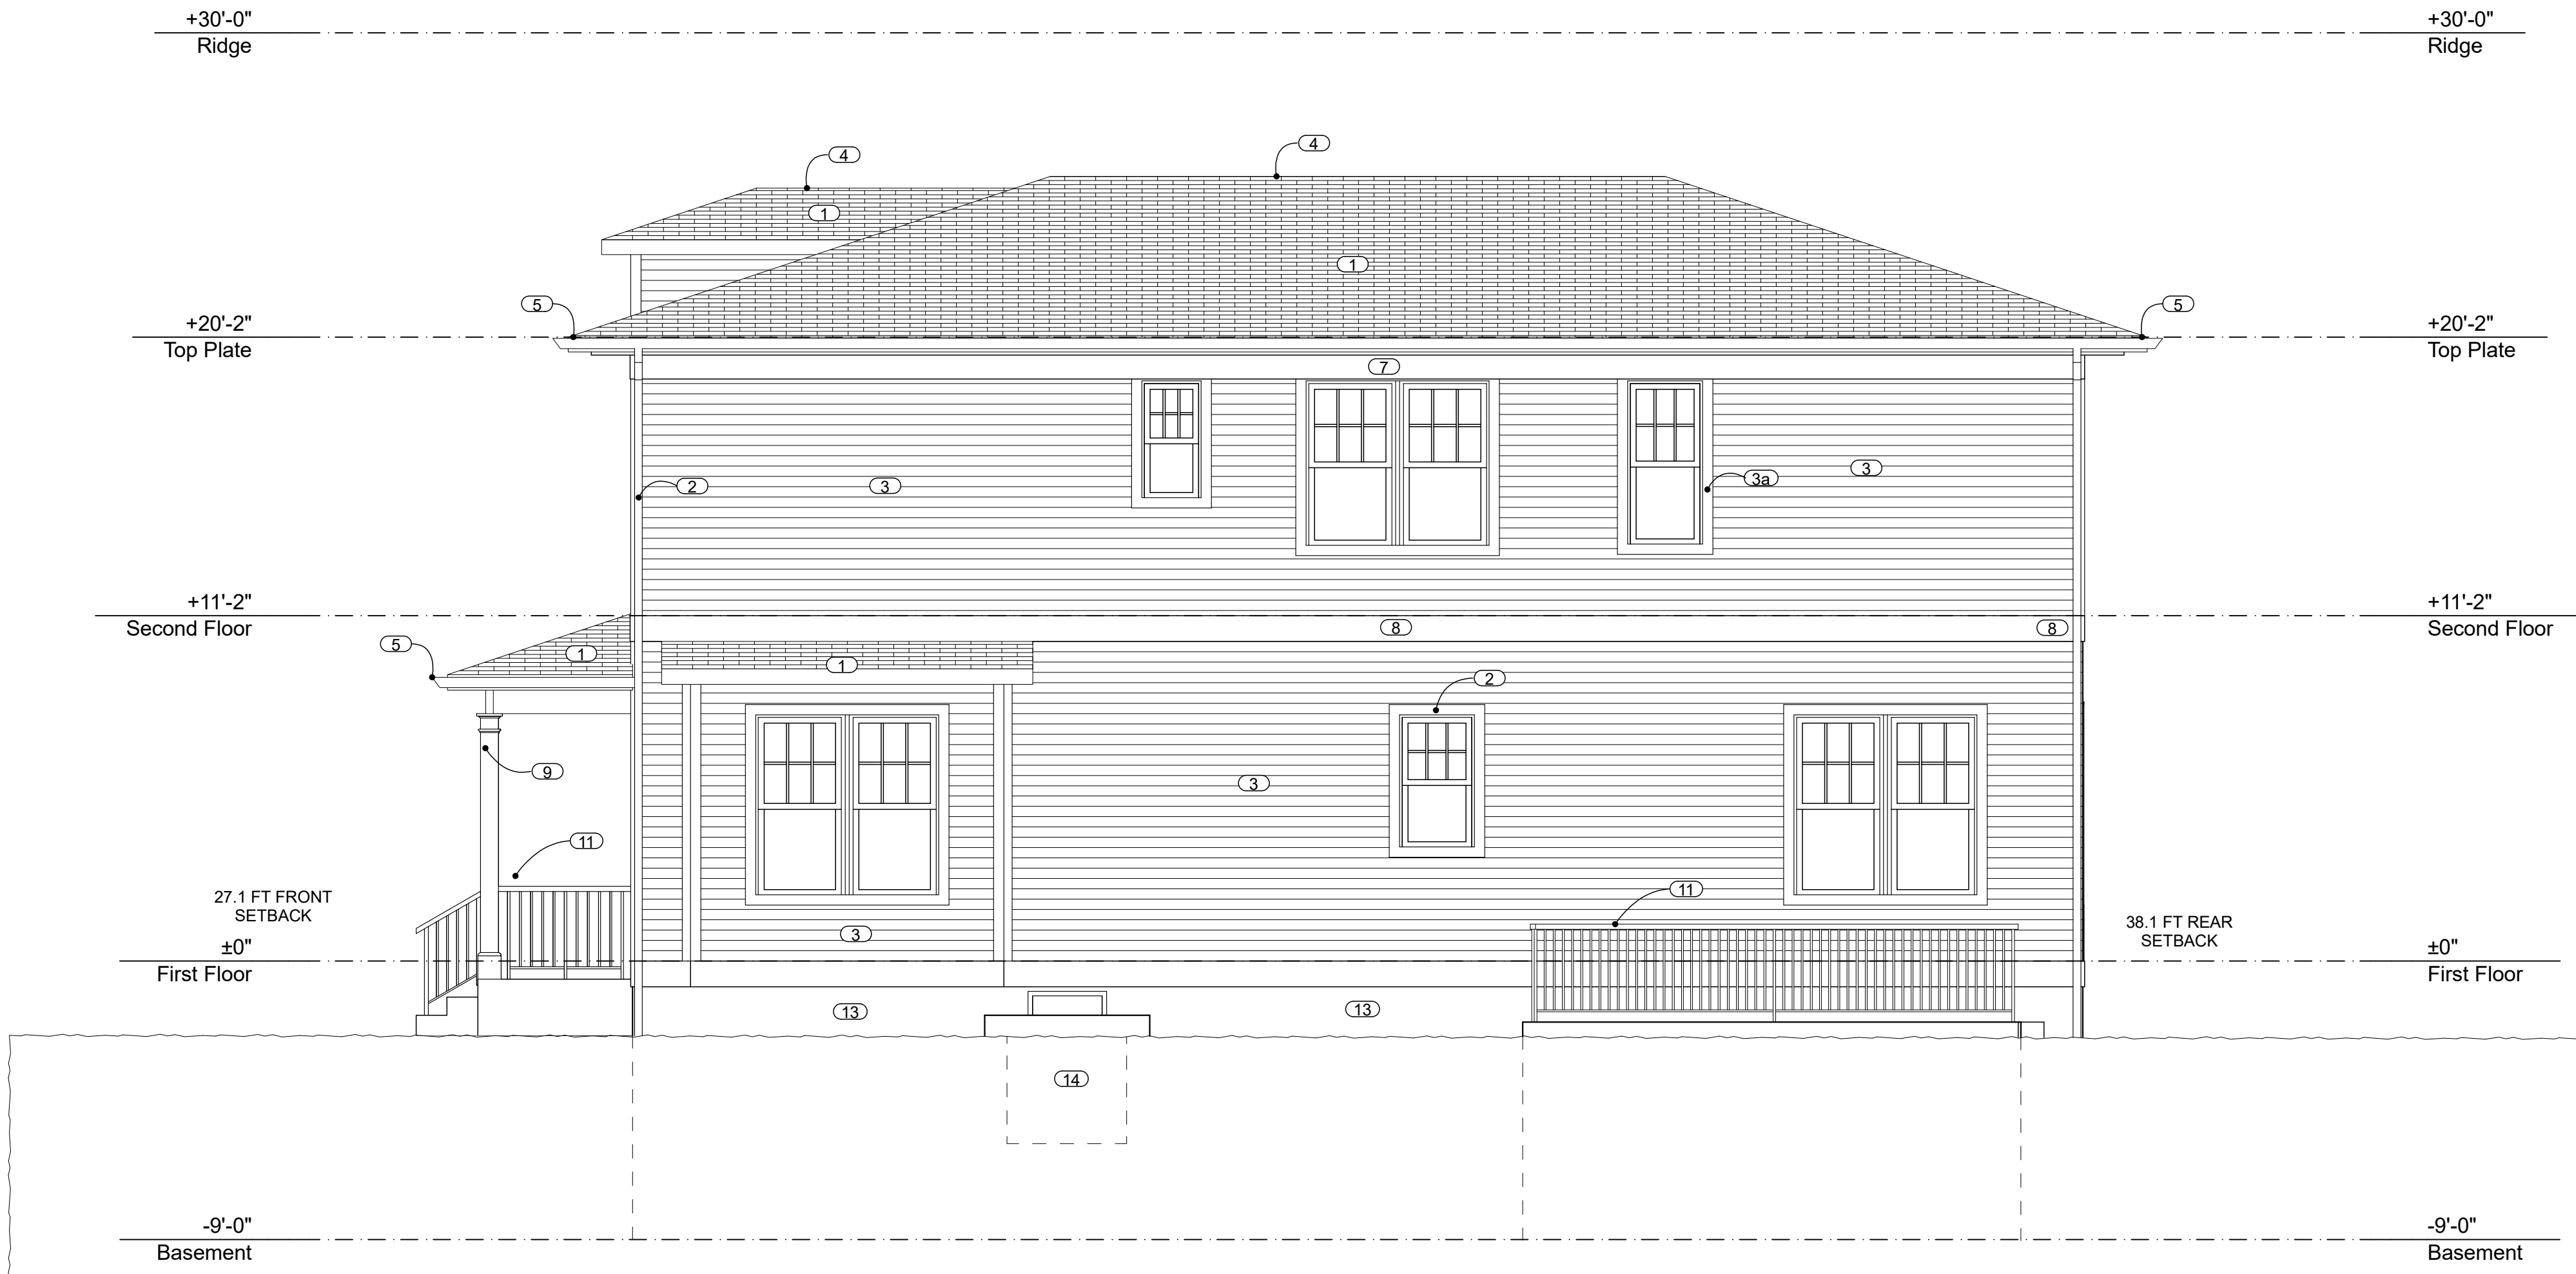 +30'-0"
Ridge
+30'-0"
Ridge
4
4
1
1
5
5
+20'-2"
Top Plate
+20'-2"
Top Plate
7
2
3
3a
3
+11'-2"
Second Floor
8
8
+11'-2"
Second Floor
5
1
1
2
9
3
11
11
27.1 FT FRONT
SETBACK
3
38.1 FT REAR
SETBACK
±0"
First Floor
±0"
First Floor
13
13
14
-9'-0"
Basement
-9'-0"
Basement